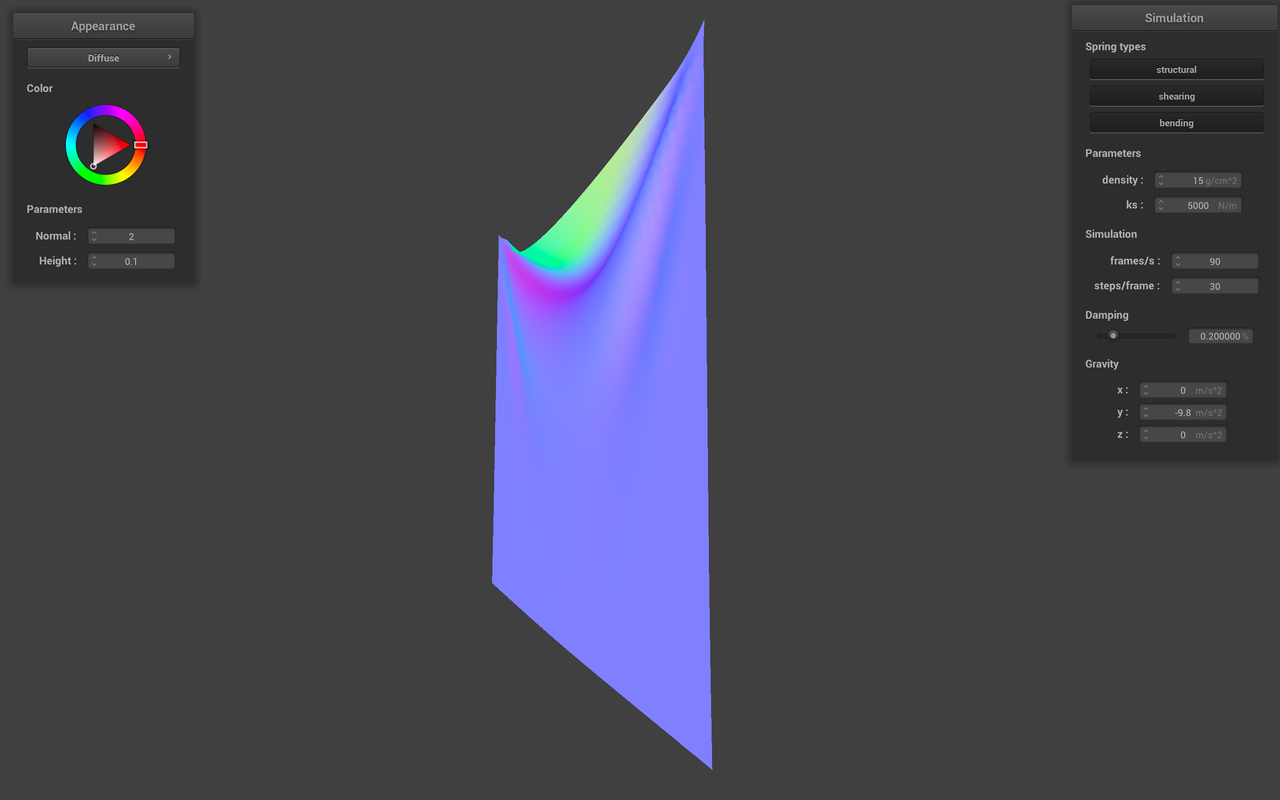 Appearance
Diffuse
Color
Parameters
Normal : 2
Height : 0.1
Simulation
Spring types
structural
shearing
bending
Parameters
density : 15 g/cm^2
ks : 5000 N/m
Simulation
frames/s : 90
steps/frame : 30
Damping
0.200000 %
Gravity
x : 0 m/s^2
y : -9.8 m/s^2
z : 0 m/s^2